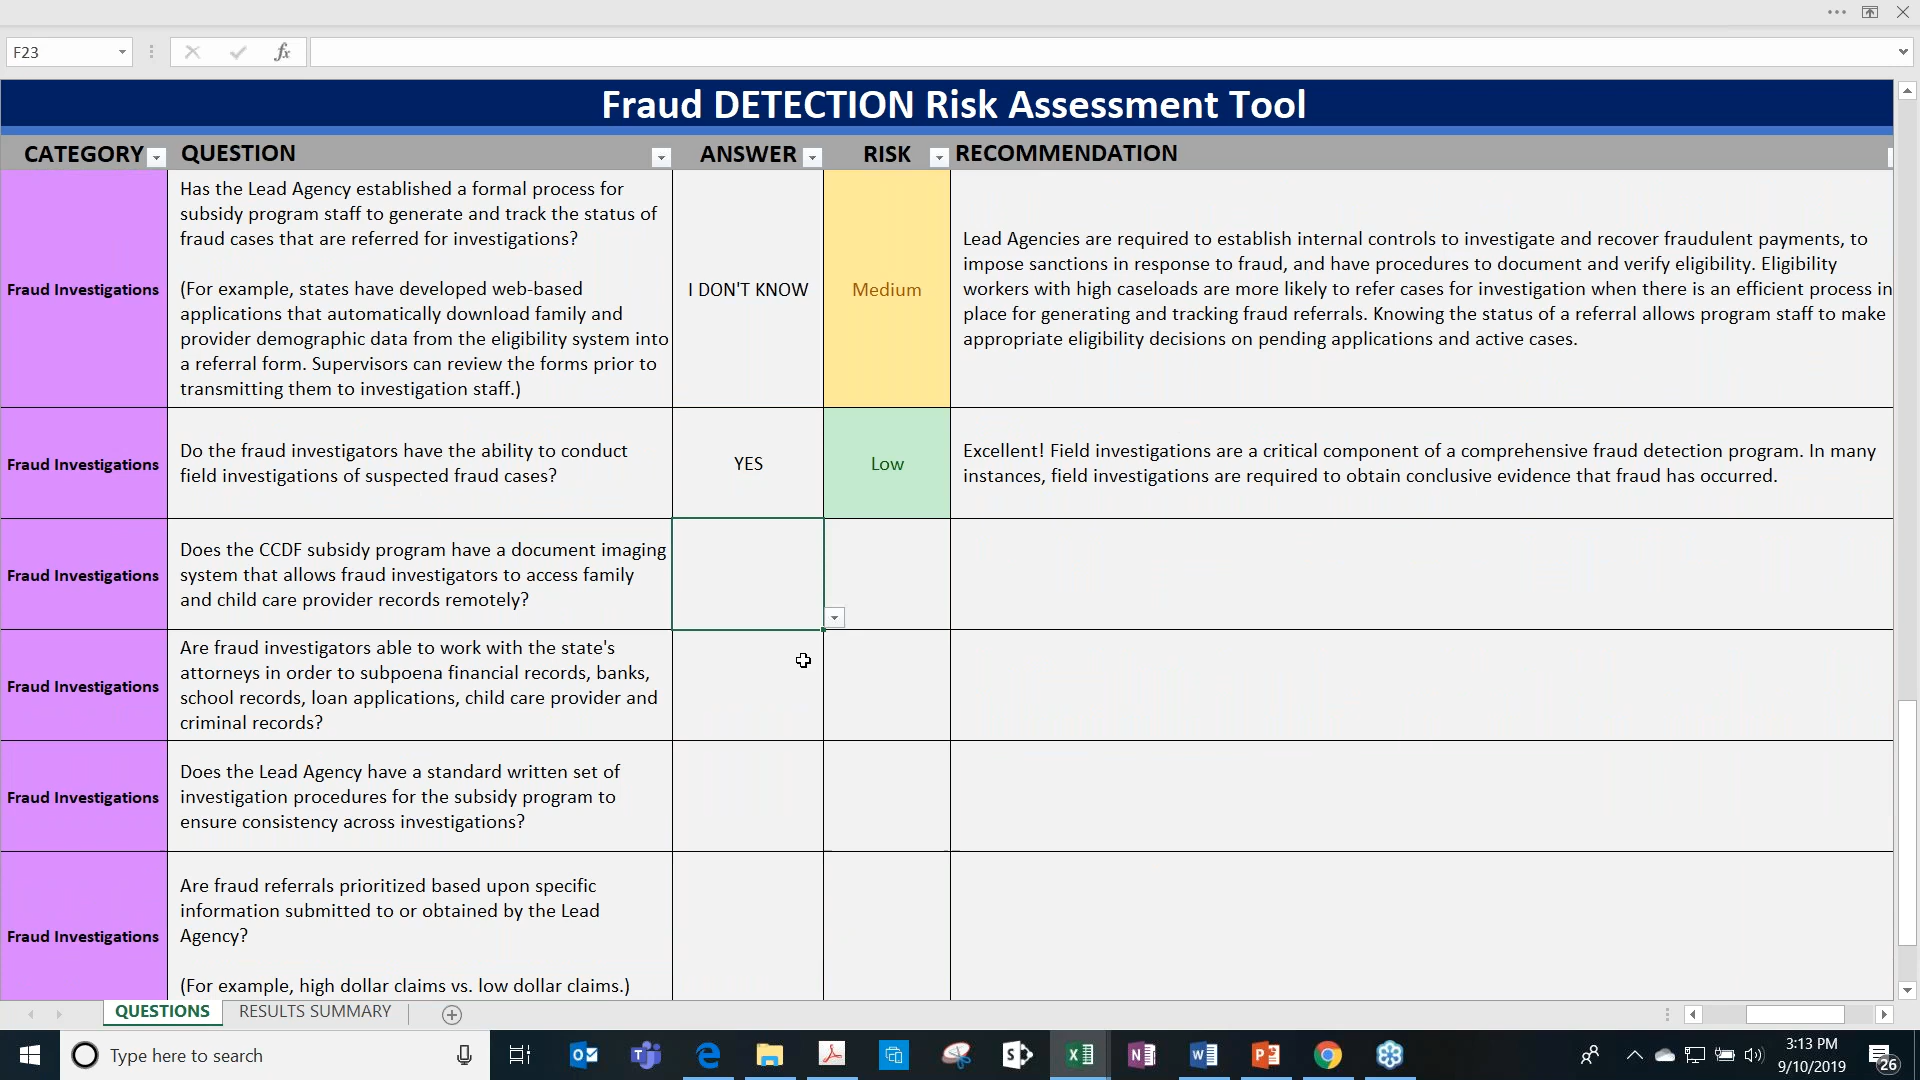 F23
fx
Fraud DETECTION Risk Assessment Tool
CATEGORY QUESTION ANSWER RISK RECOMMENDATION
Fraud Investigations
Has the Lead Agency established a formal process for
subsidy program staff to generate and track the status of
fraud cases that are referred for investigations?
(For example, states have developed web-based
applications that automatically download family and
provider demographic data from the eligibility system into
a referral form. Supervisors can review the forms prior to
transmitting them to investigation staff.)
I DON'T KNOW
Medium
Lead Agencies are required to establish internal controls to investigate and recover fraudulent payments, to
impose sanctions in response to fraud, and have procedures to document and verify eligibility. Eligibility
workers with high caseloads are more likely to refer cases for investigation when there is an efficient process in
place for generating and tracking fraud referrals. Knowing the status of a referral allows program staff to make
appropriate eligibility decisions on pending applications and active cases.
Fraud Investigations
Do the fraud investigators have the ability to conduct
field investigations of suspected fraud cases?
YES
Low
Excellent! Field investigations are a critical component of a comprehensive fraud detection program. In many
instances, field investigations are required to obtain conclusive evidence that fraud has occurred.
Fraud Investigations
Does the CCDF subsidy program have a document imaging
system that allows fraud investigators to access family
and child care provider records remotely?
Fraud Investigations
Are fraud investigators able to work with the state's
attorneys in order to subpoena financial records, banks,
school records, loan applications, child care provider and
criminal records?
Fraud Investigations
Does the Lead Agency have a standard written set of
investigation procedures for the subsidy program to
ensure consistency across investigations?
Fraud Investigations
Are fraud referrals prioritized based upon specific
information submitted to or obtained by the Lead
Agency?
(For example, high dollar claims vs. low dollar claims.)
QUESTIONS RESULTS SUMMARY
Type here to search
3:13 PM
9/10/2019
26